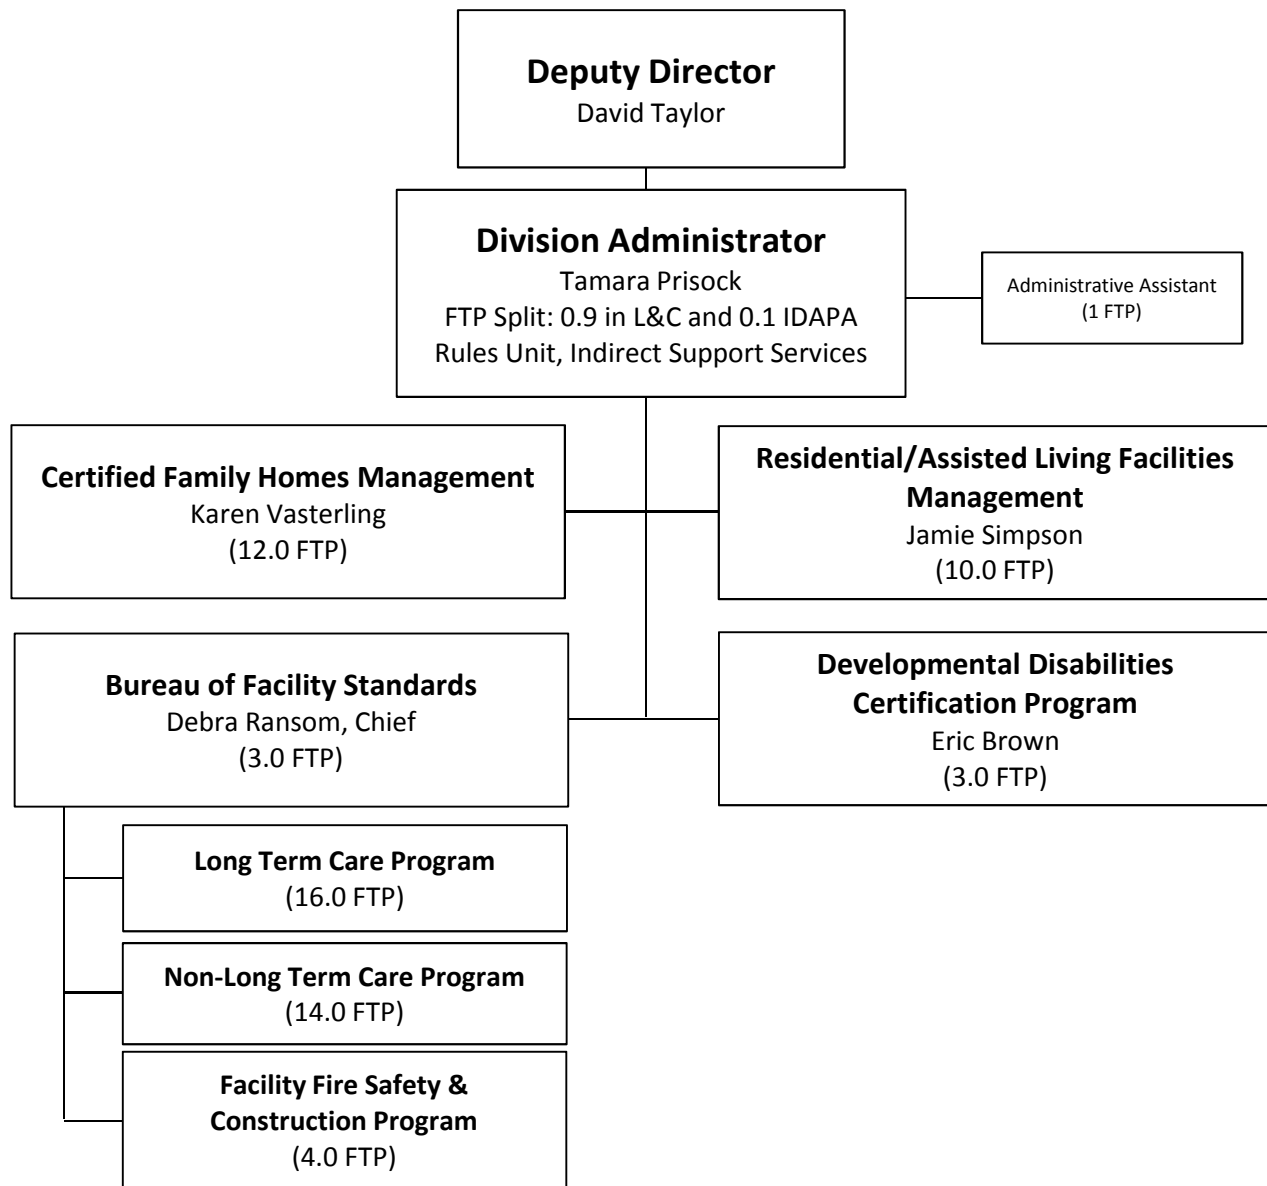 Deputy Director
David Taylor
Division Administrator
Tamara Prisock
FTP Split: 0.9 in L&C and 0.1 IDAPA
Rules Unit, Indirect Support Services
Administrative Assistant
(1 FTP)
Certified Family Homes Management
Karen Vasterling
(12.0 FTP)
Residential/Assisted Living Facilities
Management
Jamie Simpson
(10.0 FTP)
Bureau of Facility Standards
Debra Ransom, Chief
(3.0 FTP)
Developmental Disabilities
Certification Program
Eric Brown
(3.0 FTP)
Long Term Care Program
(16.0 FTP)
Non-Long Term Care Program
(14.0 FTP)
Facility Fire Safety &
Construction Program
(4.0 FTP)